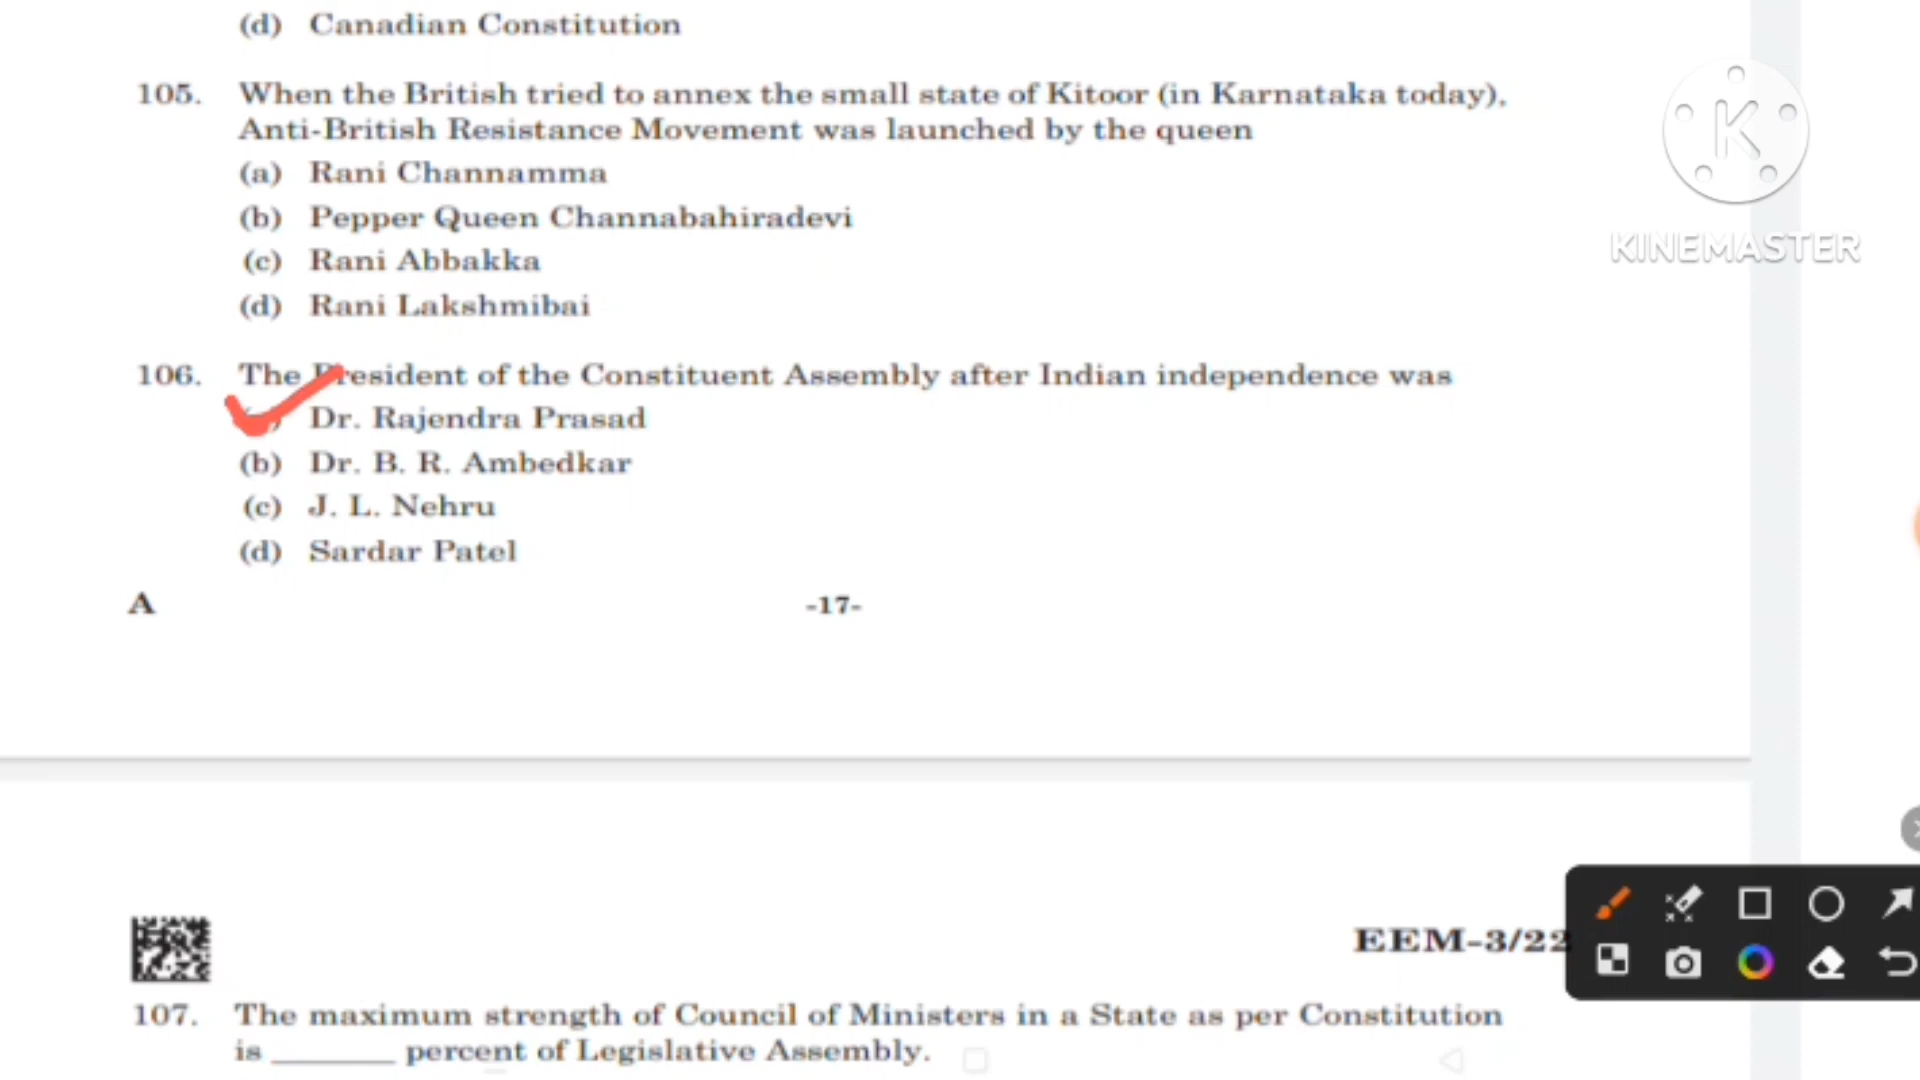 (d) Canadian Constitution
105. When the British tried to annex the small state of Kitoor (in Karnataka today),
Anti-British Resistance Movement was launched by the queen
(a) Rani Channamma
(b) Pepper Queen Channabahiradevi
(c) Rani Abbakka
(d) Rani Lakshmibai
K
KINEMASTER
106. The President of the Constituent Assembly after Indian independence was
Dr. Rajendra Prasad
(b) Dr. B. R. Ambedkar
(c) J. L. Nehru
(d) Sardar Patel
A -17-
EEM-3/22
107. The maximum strength of Council of Ministers in a State as per Constitution
is ______ percent of Legislative Assembly.